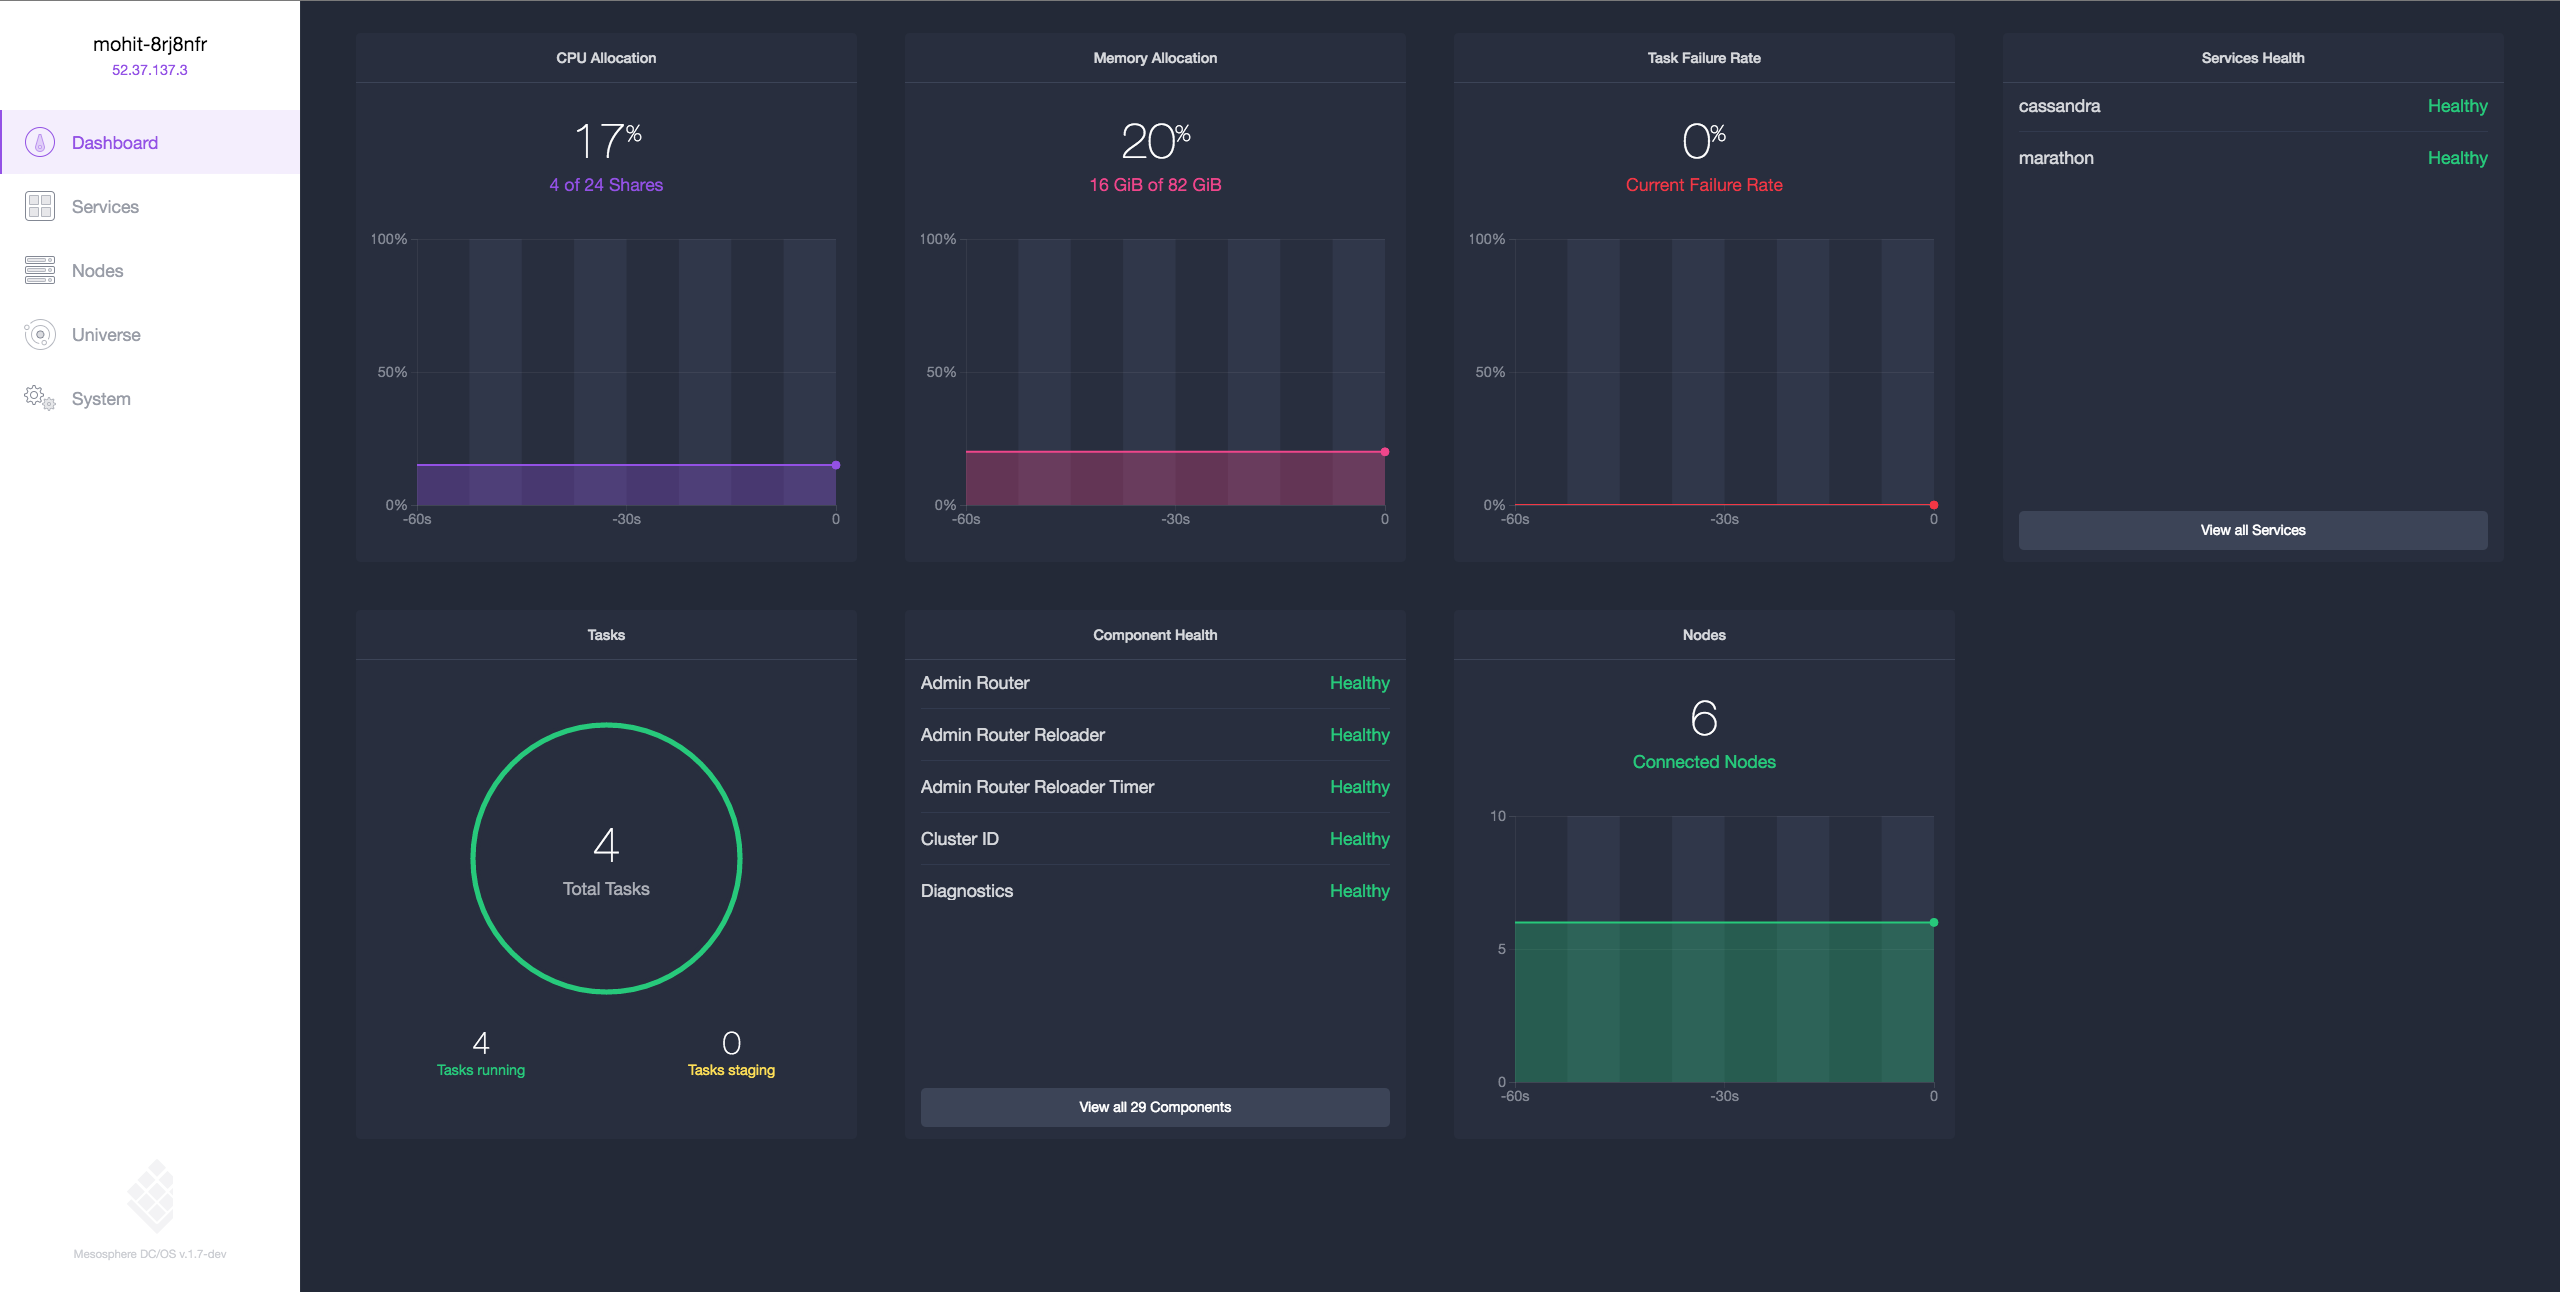 mohit-8rj8nfr
52.37.137.3
Dashboard
Services
Nodes
Universe
System
Mesosphere DC/OS v.1.7-dev
CPU Allocation
17%
4 of 24 Shares
100%
50%
0%
-60s -30s 0
Memory Allocation
20%
16 GiB of 82 GiB
100%
50%
0%
-60s -30s 0
Task Failure Rate
0%
Current Failure Rate
100%
50%
0%
-60s -30s 0
Services Health
cassandra Healthy
marathon Healthy
View all Services
Tasks
4
Total Tasks
4 0
Tasks running Tasks staging
Component Health
Admin Router Healthy
Admin Router Reloader Healthy
Admin Router Reloader Timer Healthy
Cluster ID Healthy
Diagnostics Healthy
View all 29 Components
Nodes
6
Connected Nodes
10
5
0
-60s -30s 0